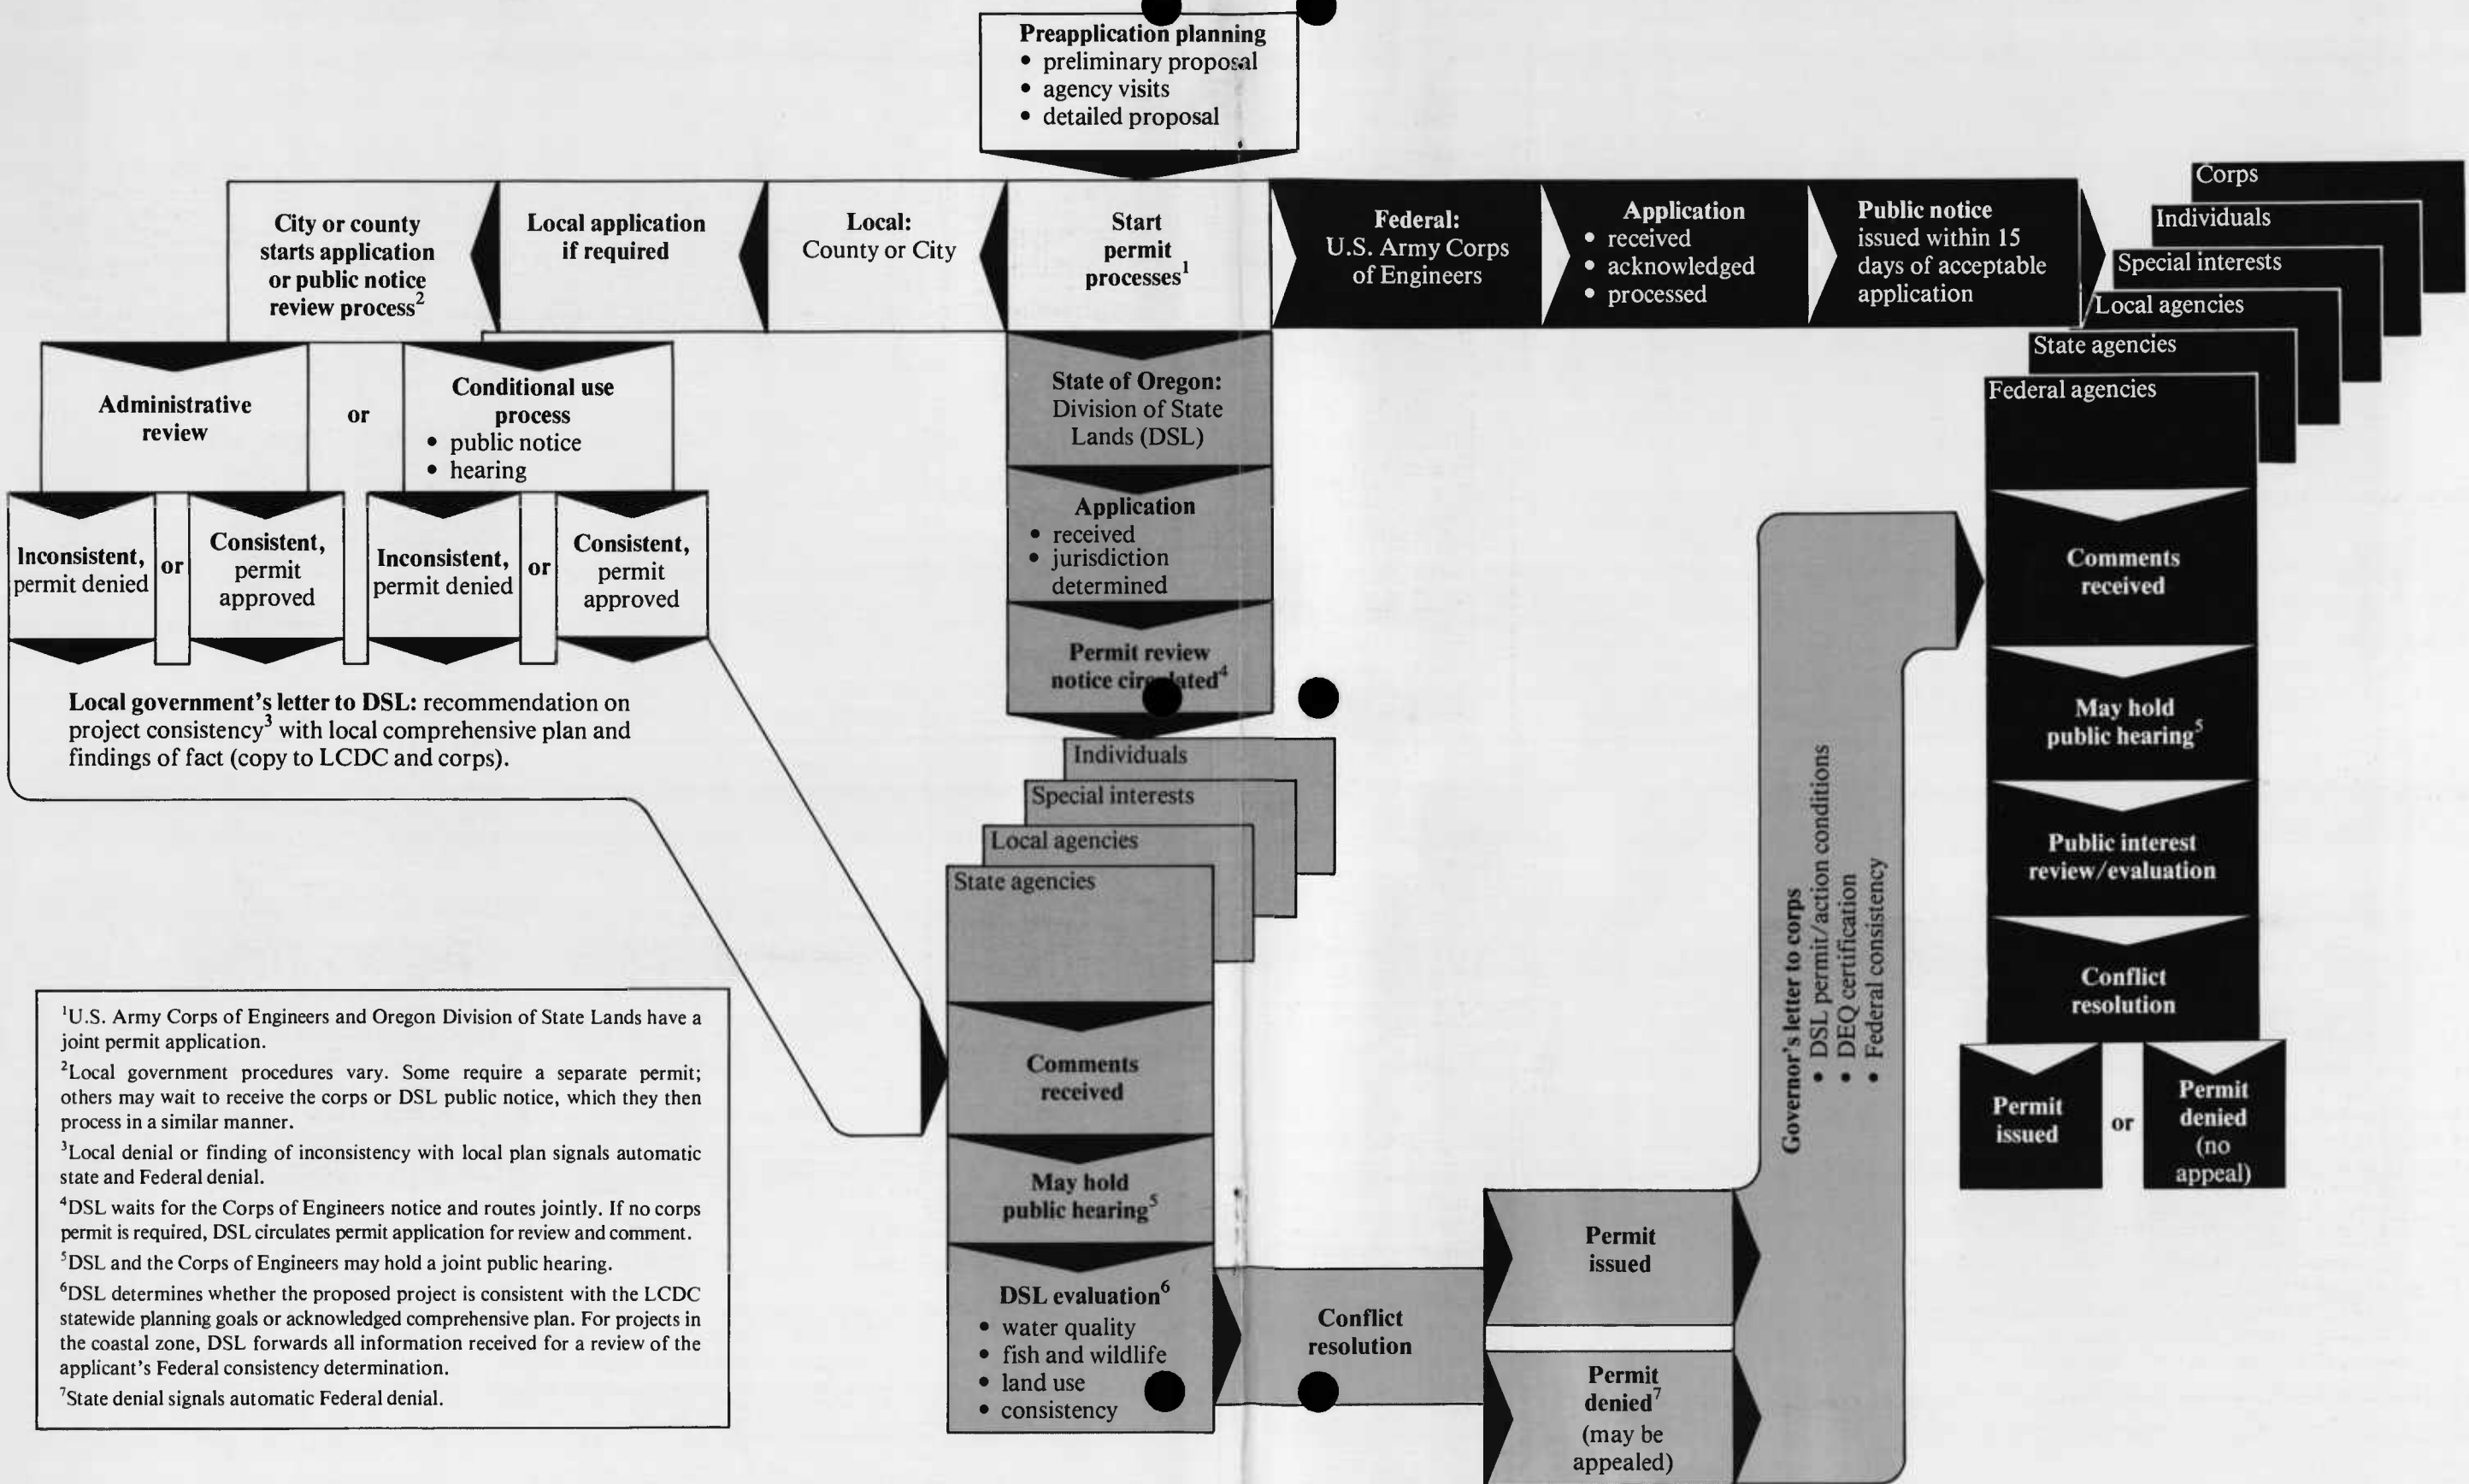 Preapplication planning
• preliminary proposal
• agency visits
• detailed proposal
City or county
starts application
or public notice
review process²
Local application
if required
Local:
County or City
Start
permit
processes¹
Federal:
U.S. Army Corps
of Engineers
Application
• received
• acknowledged
• processed
Public notice
issued within 15
days of acceptable
application
Corps
Individuals
Special interests
Local agencies
State agencies
Federal agencies
Administrative
review
or
Conditional use
process
• public notice
• hearing
Inconsistent,
permit denied
or
Consistent,
permit
approved
Inconsistent,
permit denied
or
Consistent,
permit
approved
Local government's letter to DSL: recommendation on
project consistency³ with local comprehensive plan and
findings of fact (copy to LCDC and corps).
State of Oregon:
Division of State
Lands (DSL)
Application
• received
• jurisdiction
determined
Permit review
notice circulated⁴
Individuals
Special interests
Local agencies
State agencies
Comments
received
May hold
public hearing⁵
DSL evaluation⁶
• water quality
• fish and wildlife
• land use
• consistency
Conflict
resolution
Permit
issued
Permit
denied⁷
(may be
appealed)
Governor's letter to corps
• DSL permit/action conditions
• DEQ certification
• Federal consistency
Comments
received
May hold
public hearing⁵
Public interest
review/evaluation
Conflict
resolution
Permit
issued
or
Permit
denied
(no
appeal)
¹U.S. Army Corps of Engineers and Oregon Division of State Lands have a
joint permit application.
²Local government procedures vary. Some require a separate permit;
others may wait to receive the corps or DSL public notice, which they then
process in a similar manner.
³Local denial or finding of inconsistency with local plan signals automatic
state and Federal denial.
⁴DSL waits for the Corps of Engineers notice and routes jointly. If no corps
permit is required, DSL circulates permit application for review and comment.
⁵DSL and the Corps of Engineers may hold a joint public hearing.
⁶DSL determines whether the proposed project is consistent with the LCDC
statewide planning goals or acknowledged comprehensive plan. For projects in
the coastal zone, DSL forwards all information received for a review of the
applicant's Federal consistency determination.
⁷State denial signals automatic Federal denial.